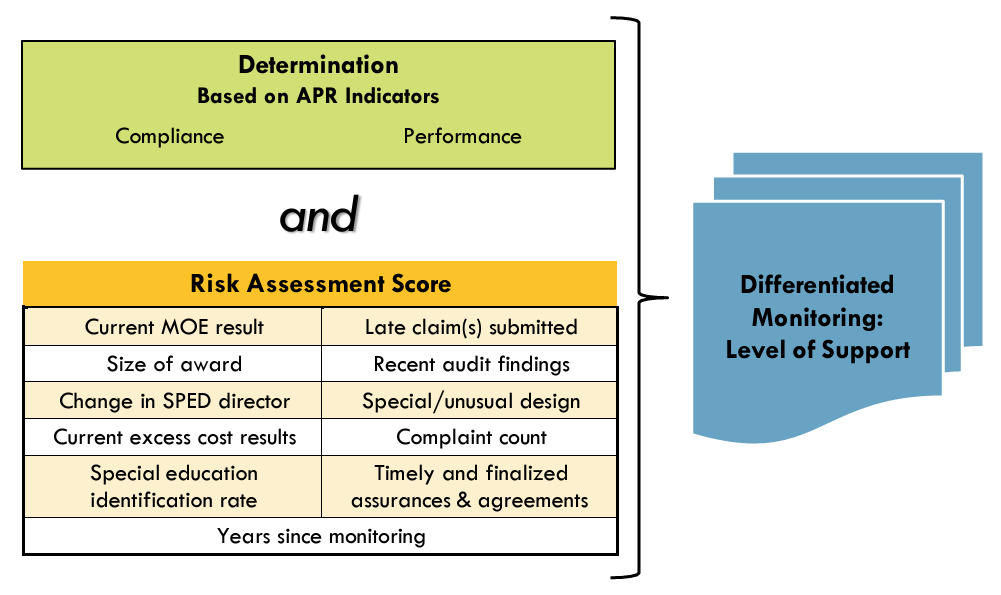 Determination
Based on APR Indicators
Compliance
Performance
and
Risk Assessment Score
Current MOE result
Late claim(s) submitted
Size of award
Recent audit findings
Change in SPED director
Special/unusual design
Current excess cost results
Complaint count
Special education
identification rate
Timely and finalized
assurances & agreements
Years since monitoring
Differentiated
Monitoring:
Level of Support